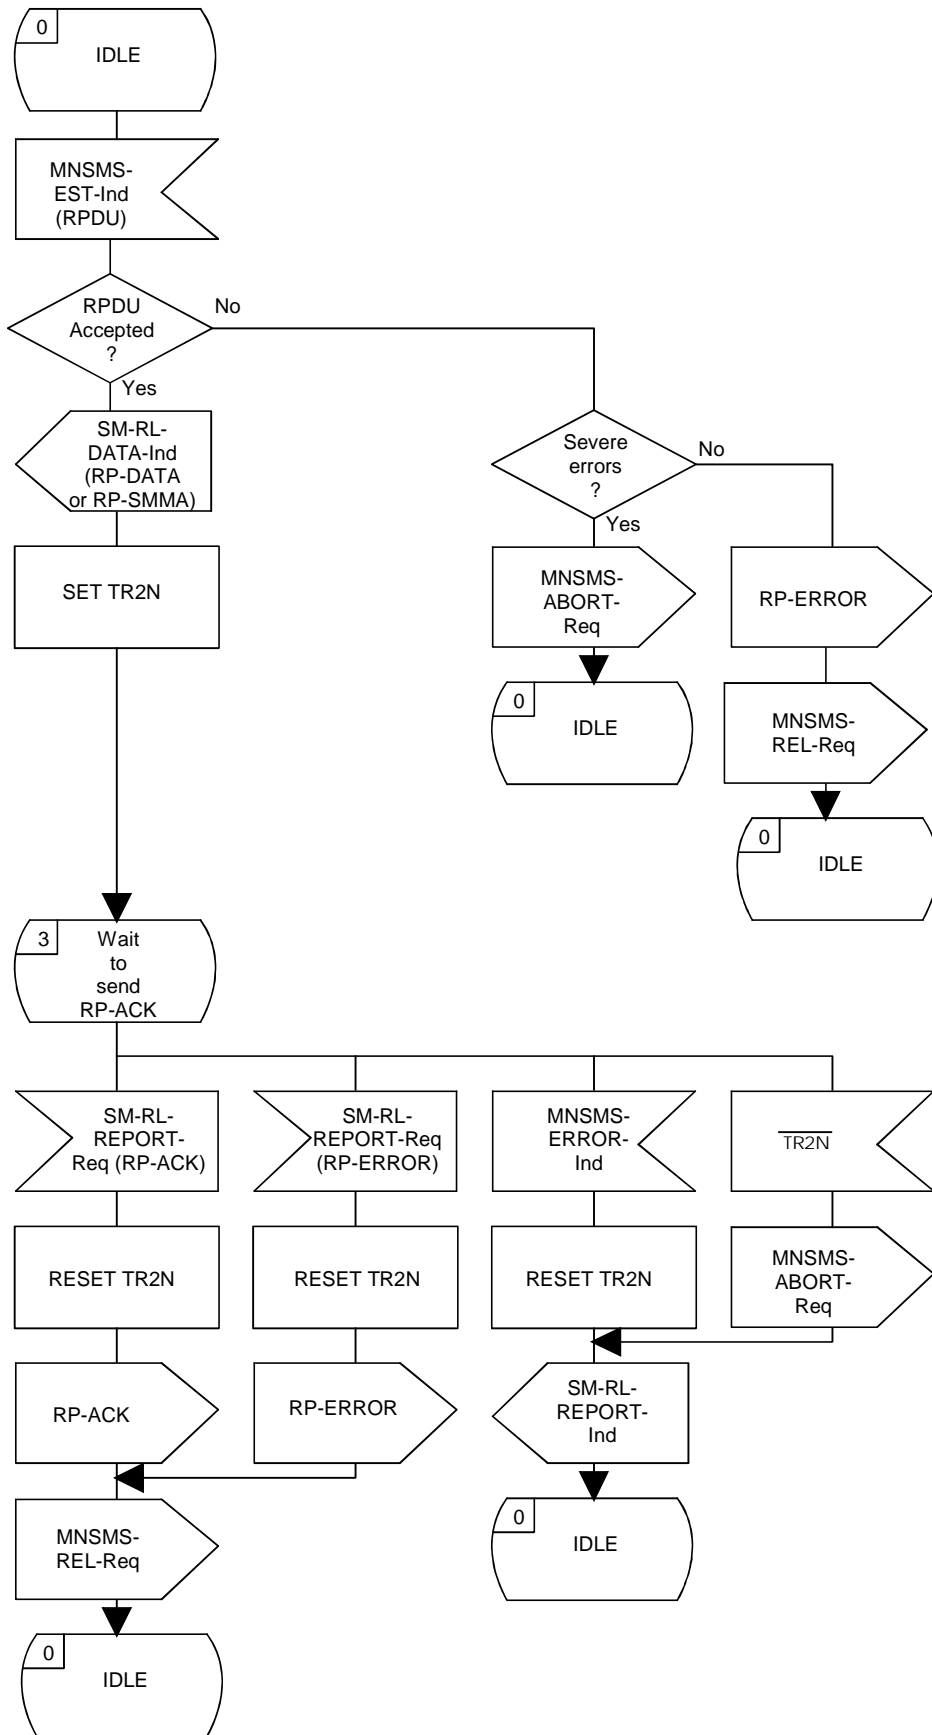 0
IDLE
MNSMS-
EST-Ind
(RPDU)
RPDU
Accepted
?
No
Yes
SM-RL-
DATA-Ind
(RP-DATA
or RP-SMMA)
Severe
errors
?
No
Yes
SET TR2N
MNSMS-
ABORT-
Req
RP-ERROR
0
IDLE
MNSMS-
REL-Req
0
IDLE
3
Wait
to
send
RP-ACK
SM-RL-
REPORT-
Req (RP-ACK)
SM-RL-
REPORT-Req
(RP-ERROR)
MNSMS-
ERROR-
Ind
TR2N
RESET TR2N
RESET TR2N
RESET TR2N
MNSMS-
ABORT-
Req
RP-ACK
RP-ERROR
SM-RL-
REPORT-
Ind
MNSMS-
REL-Req
0
IDLE
0
IDLE